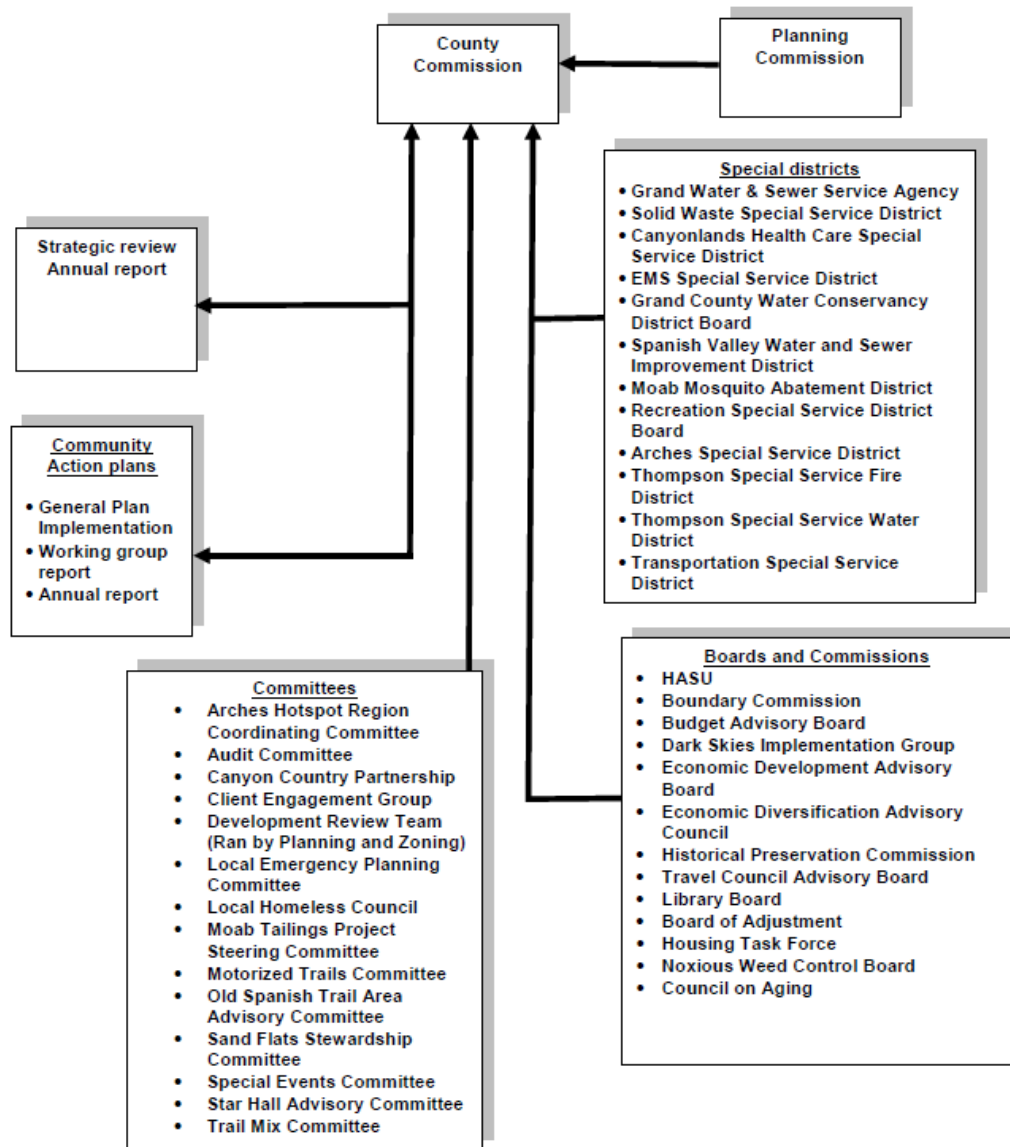 County
Commission
Planning
Commission
Special districts
• Grand Water & Sewer Service Agency
• Solid Waste Special Service District
• Canyonlands Health Care Special
Service District
• EMS Special Service District
• Grand County Water Conservancy
District Board
• Spanish Valley Water and Sewer
Improvement District
• Moab Mosquito Abatement District
• Recreation Special Service District
Board
• Arches Special Service District
• Thompson Special Service Fire
District
• Thompson Special Service Water
District
• Transportation Special Service
District
Strategic review
Annual report
Community
Action plans
• General Plan
Implementation
• Working group
report
• Annual report
Committees
• Arches Hotspot Region
Coordinating Committee
• Audit Committee
• Canyon Country Partnership
• Client Engagement Group
• Development Review Team
(Ran by Planning and Zoning)
• Local Emergency Planning
Committee
• Local Homeless Council
• Moab Tailings Project
Steering Committee
• Motorized Trails Committee
• Old Spanish Trail Area
Advisory Committee
• Sand Flats Stewardship
Committee
• Special Events Committee
• Star Hall Advisory Committee
• Trail Mix Committee
Boards and Commissions
• HASU
• Boundary Commission
• Budget Advisory Board
• Dark Skies Implementation Group
• Economic Development Advisory
Board
• Economic Diversification Advisory
Council
• Historical Preservation Commission
• Travel Council Advisory Board
• Library Board
• Board of Adjustment
• Housing Task Force
• Noxious Weed Control Board
• Council on Aging